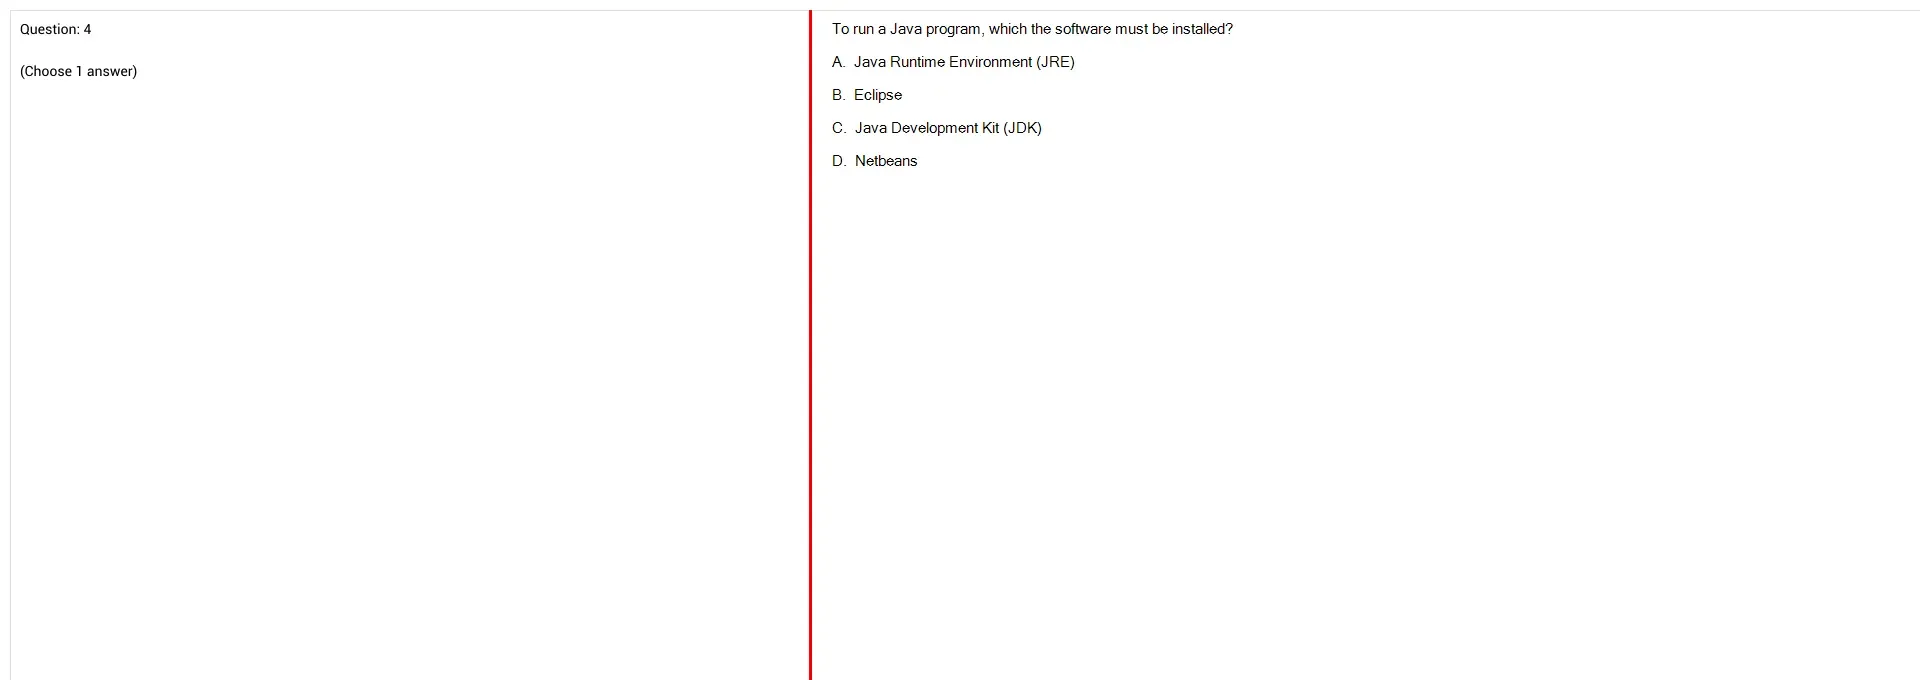 Question: 4
(Choose 1 answer)
To run a Java program, which the software must be installed?
A. Java Runtime Environment (JRE)
B. Eclipse
C. Java Development Kit (JDK)
D. Netbeans